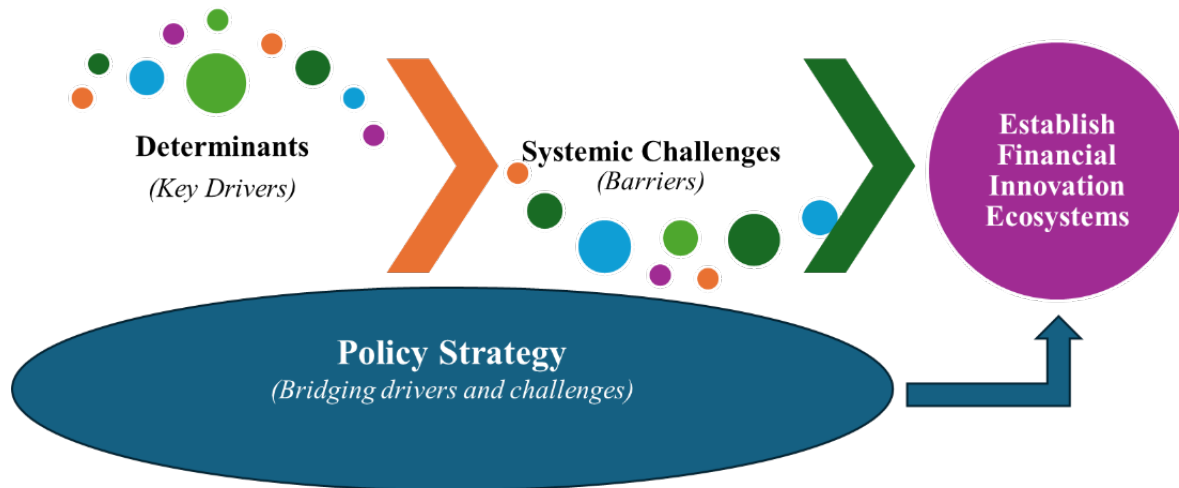 Determinants
(Key Drivers)
Systemic Challenges
(Barriers)
Establish
Financial
Innovation
Ecosystems
Policy Strategy
(Bridging drivers and challenges)